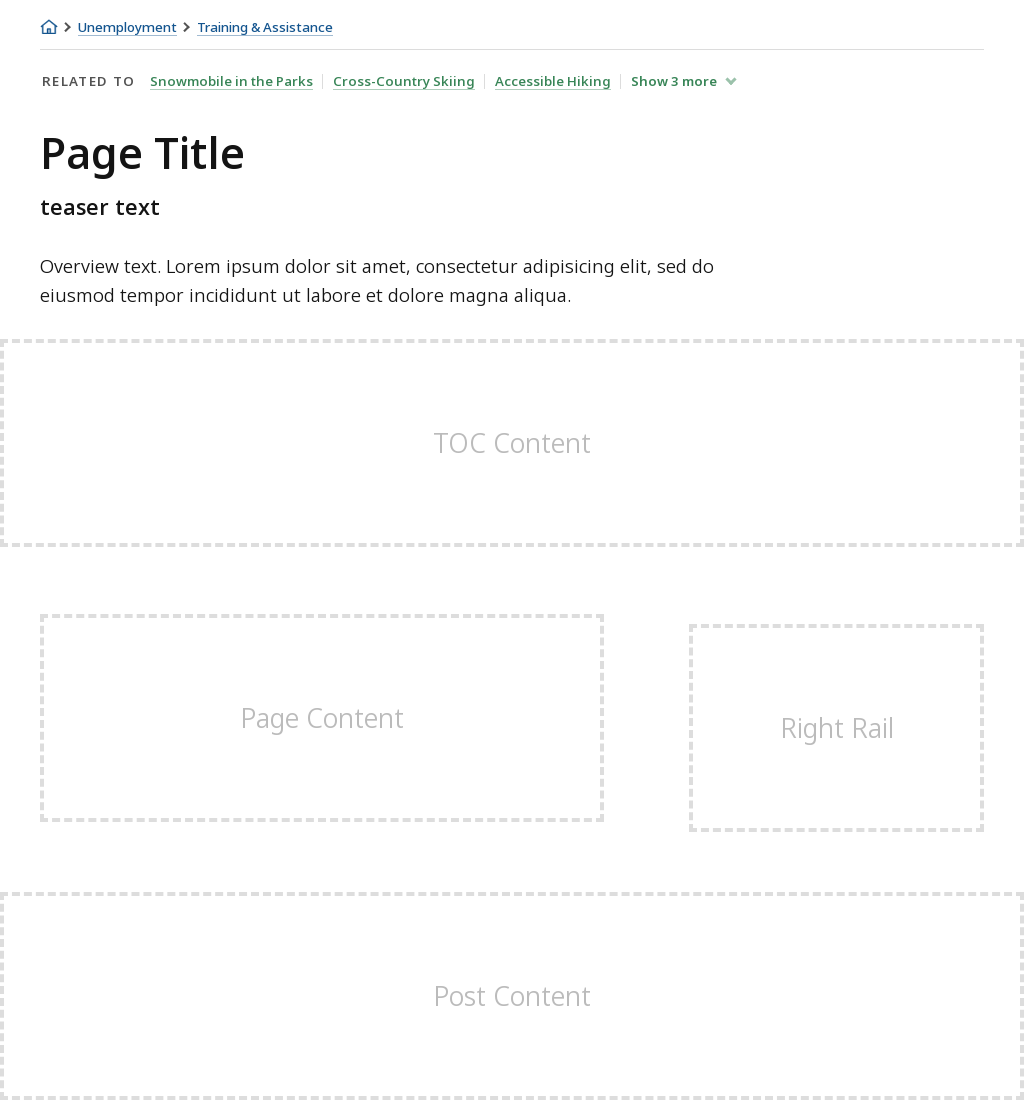 Unemployment Training & Assistance
RELATED TO Snowmobile in the Parks Cross-Country Skiing Accessible Hiking Show 3 more
Page Title
teaser text
Overview text. Lorem ipsum dolor sit amet, consectetur adipisicing elit, sed do
eiusmod tempor incididunt ut labore et dolore magna aliqua.
TOC Content
Page Content
Right Rail
Post Content